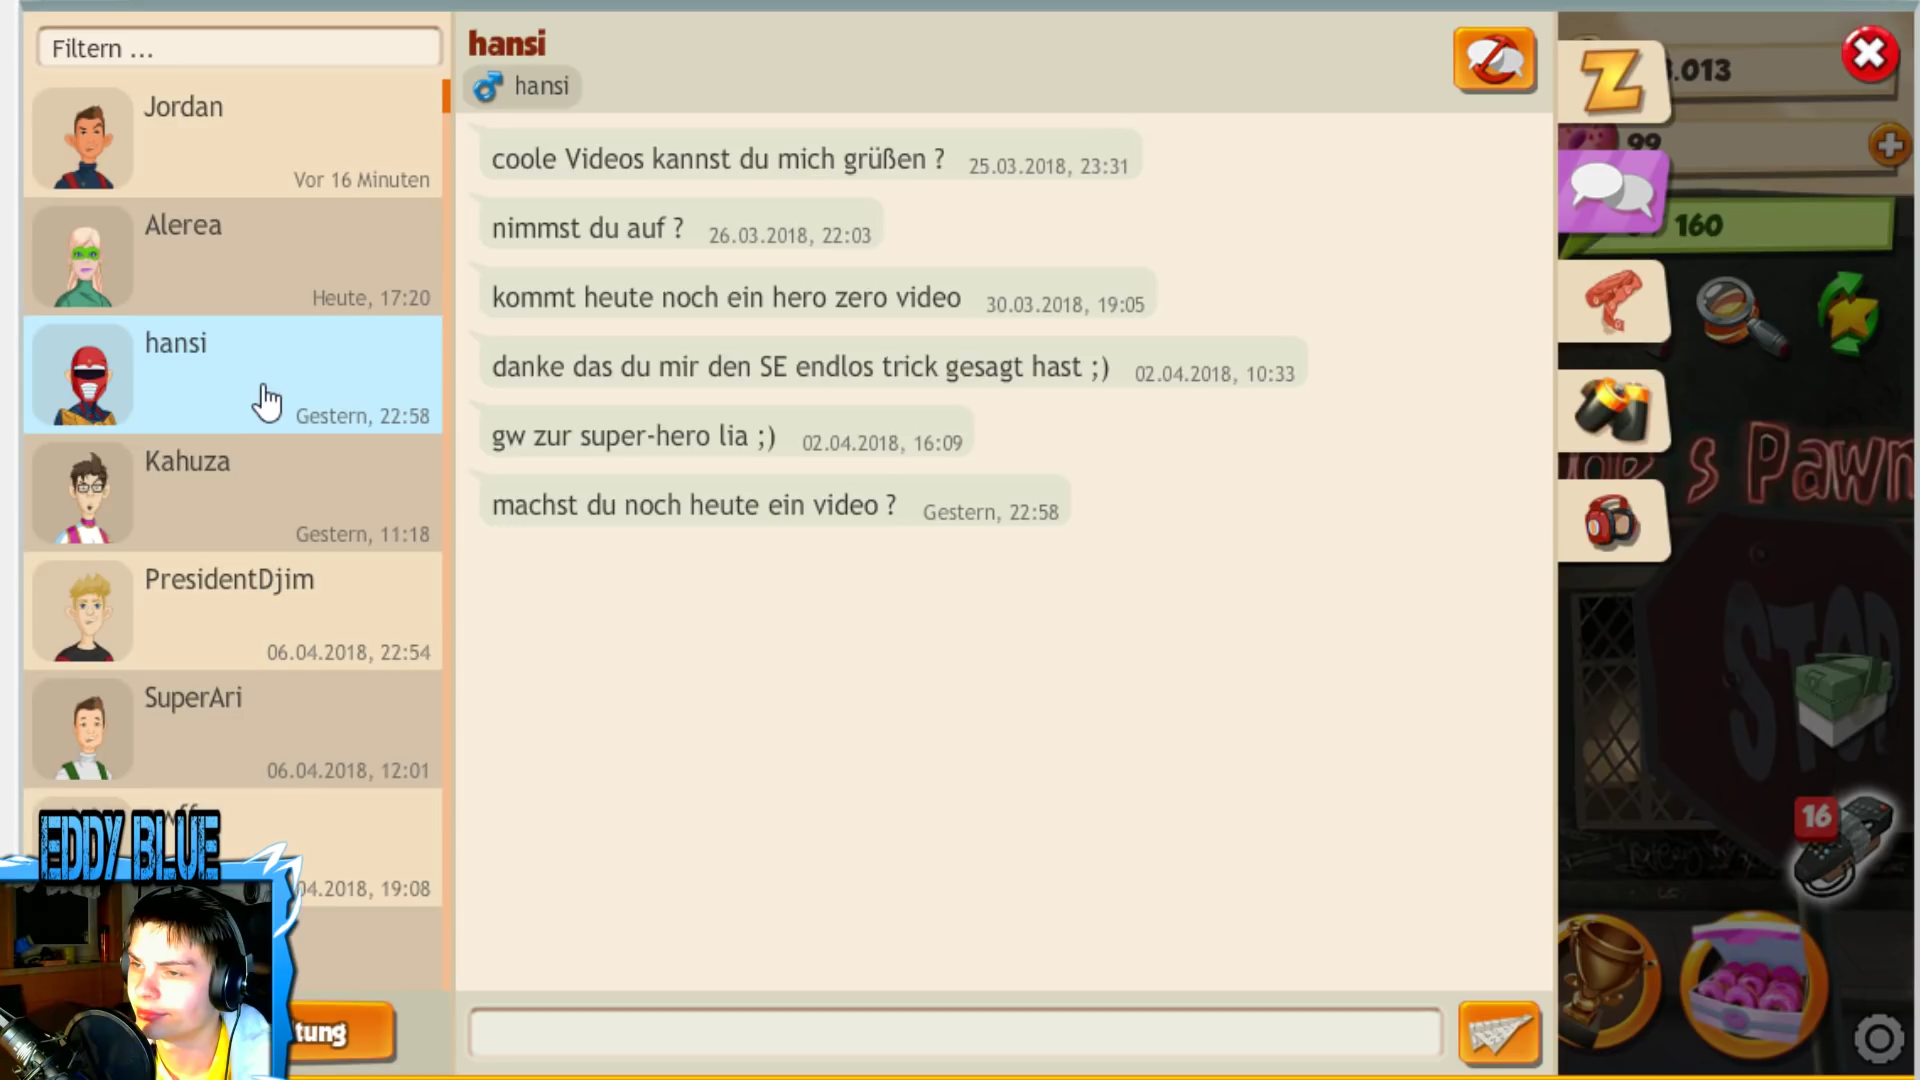 Filtern ...
Jordan
Vor 16 Minuten
Alerea
Heute, 17:20
hansi
Gestern, 22:58
Kahuza
Gestern, 11:18
PresidentDjim
06.04.2018, 22:54
SuperAri
06.04.2018, 12:01
04.2018, 19:08
EDDY BLUE
tung
hansi
hansi
coole Videos kannst du mich grüßen ? 25.03.2018, 23:31
nimmst du auf ? 26.03.2018, 22:03
kommt heute noch ein hero zero video 30.03.2018, 19:05
danke das du mir den SE endlos trick gesagt hast ;) 02.04.2018, 10:33
gw zur super-hero lia ;) 02.04.2018, 16:09
machst du noch heute ein video ? Gestern, 22:58
Z
.013
99
160
's Pawn
STOP
16